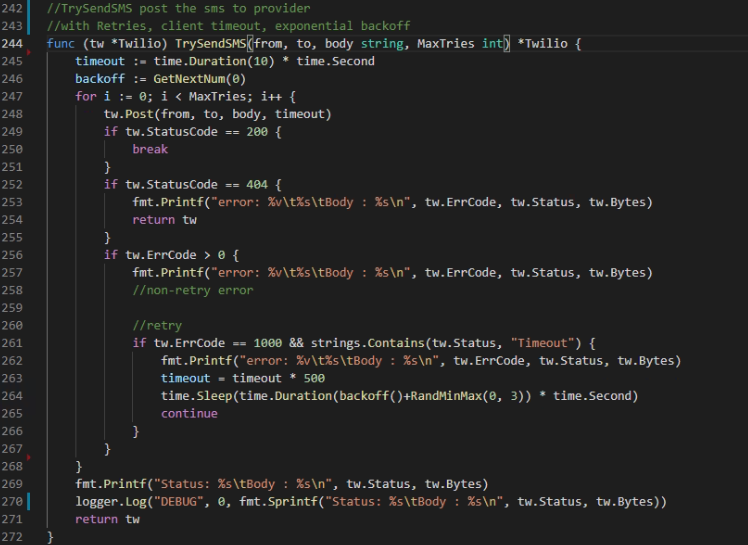 242 //TrySendSMS post the sms to provider
243 //with Retries, client timeout, exponential backoff
244 func (tw *Twilio) TrySendSMS(from, to, body string, MaxTries int) *Twilio {
245 timeout := time.Duration(10) * time.Second
246 backoff := GetNextNum(0)
247 for i := 0; i < MaxTries; i++ {
248 tw.Post(from, to, body, timeout)
249 if tw.StatusCode == 200 {
250 break
251 }
252 if tw.StatusCode == 404 {
253 fmt.Printf("error: %v\t%s\tBody : %s\n", tw.ErrCode, tw.Status, tw.Bytes)
254 return tw
255 }
256 if tw.ErrCode > 0 {
257 fmt.Printf("error: %v\t%s\tBody : %s\n", tw.ErrCode, tw.Status, tw.Bytes)
258 //non-retry error
259
260 //retry
261 if tw.ErrCode == 1000 && strings.Contains(tw.Status, "Timeout") {
262 fmt.Printf("error: %v\t%s\tBody : %s\n", tw.ErrCode, tw.Status, tw.Bytes)
263 timeout = timeout * 500
264 time.Sleep(time.Duration(backoff()+RandMinMax(0, 3)) * time.Second)
265 continue
266 }
267 }
268 }
269 fmt.Printf("Status: %s\tBody : %s\n", tw.Status, tw.Bytes)
270 logger.Log("DEBUG", 0, fmt.Sprintf("Status: %s\tBody : %s\n", tw.Status, tw.Bytes))
271 return tw
272 }